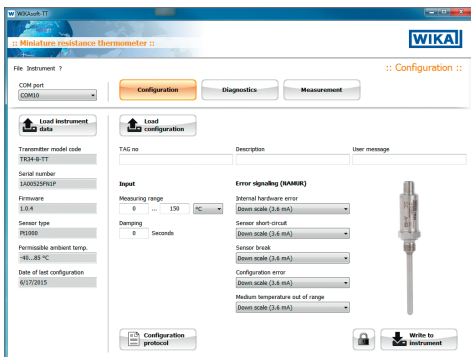 WIKAsoft-TT
:: Miniature resistance thermometer ::
WIKA
File Instrument ?
:: Configuration ::
COM port
COM10
Configuration
Diagnostics
Measurement
Load instrument
data
Load
configuration
Transmitter model code
TR34-B-TT
TAG no
Description
User message
Serial number
1A00525FN1P
Input
Error signaling (NAMUR)
Firmware
1.0.4
Measuring range
0 ... 150 °C
Internal hardware error
Down scale (3.6 mA)
Sensor type
Pt1000
Damping
0 Seconds
Sensor short-circuit
Down scale (3.6 mA)
Permissible ambient temp.
-40...85 °C
Sensor break
Down scale (3.6 mA)
Date of last configuration
6/17/2015
Configuration error
Down scale (3.6 mA)
Medium temperature out of range
Down scale (3.6 mA)
Configuration
protocol
Write to
instrument